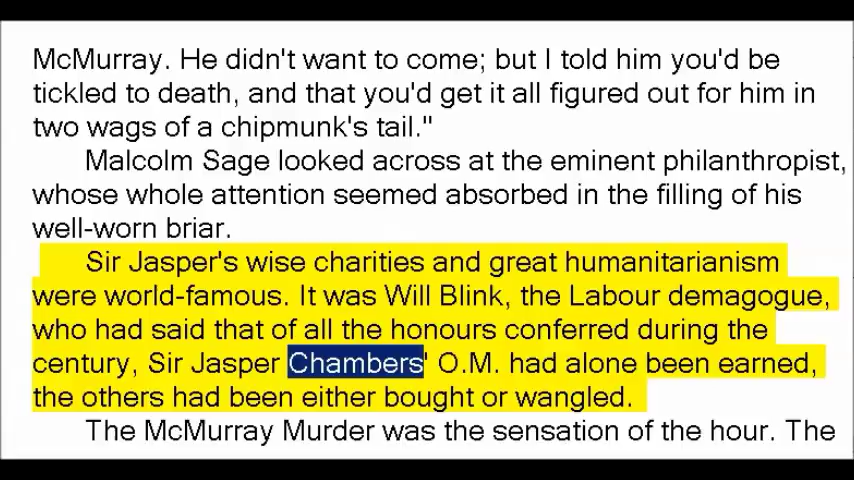 McMurray. He didn't want to come; but I told him you'd be
tickled to death, and that you'd get it all figured out for him in
two wags of a chipmunk's tail."
Malcolm Sage looked across at the eminent philanthropist,
whose whole attention seemed absorbed in the filling of his
well-worn briar.
Sir Jasper's wise charities and great humanitarianism
were world-famous. It was Will Blink, the Labour demagogue,
who had said that of all the honours conferred during the
century, Sir Jasper Chambers' O.M. had alone been earned,
the others had been either bought or wangled.
The McMurray Murder was the sensation of the hour. The